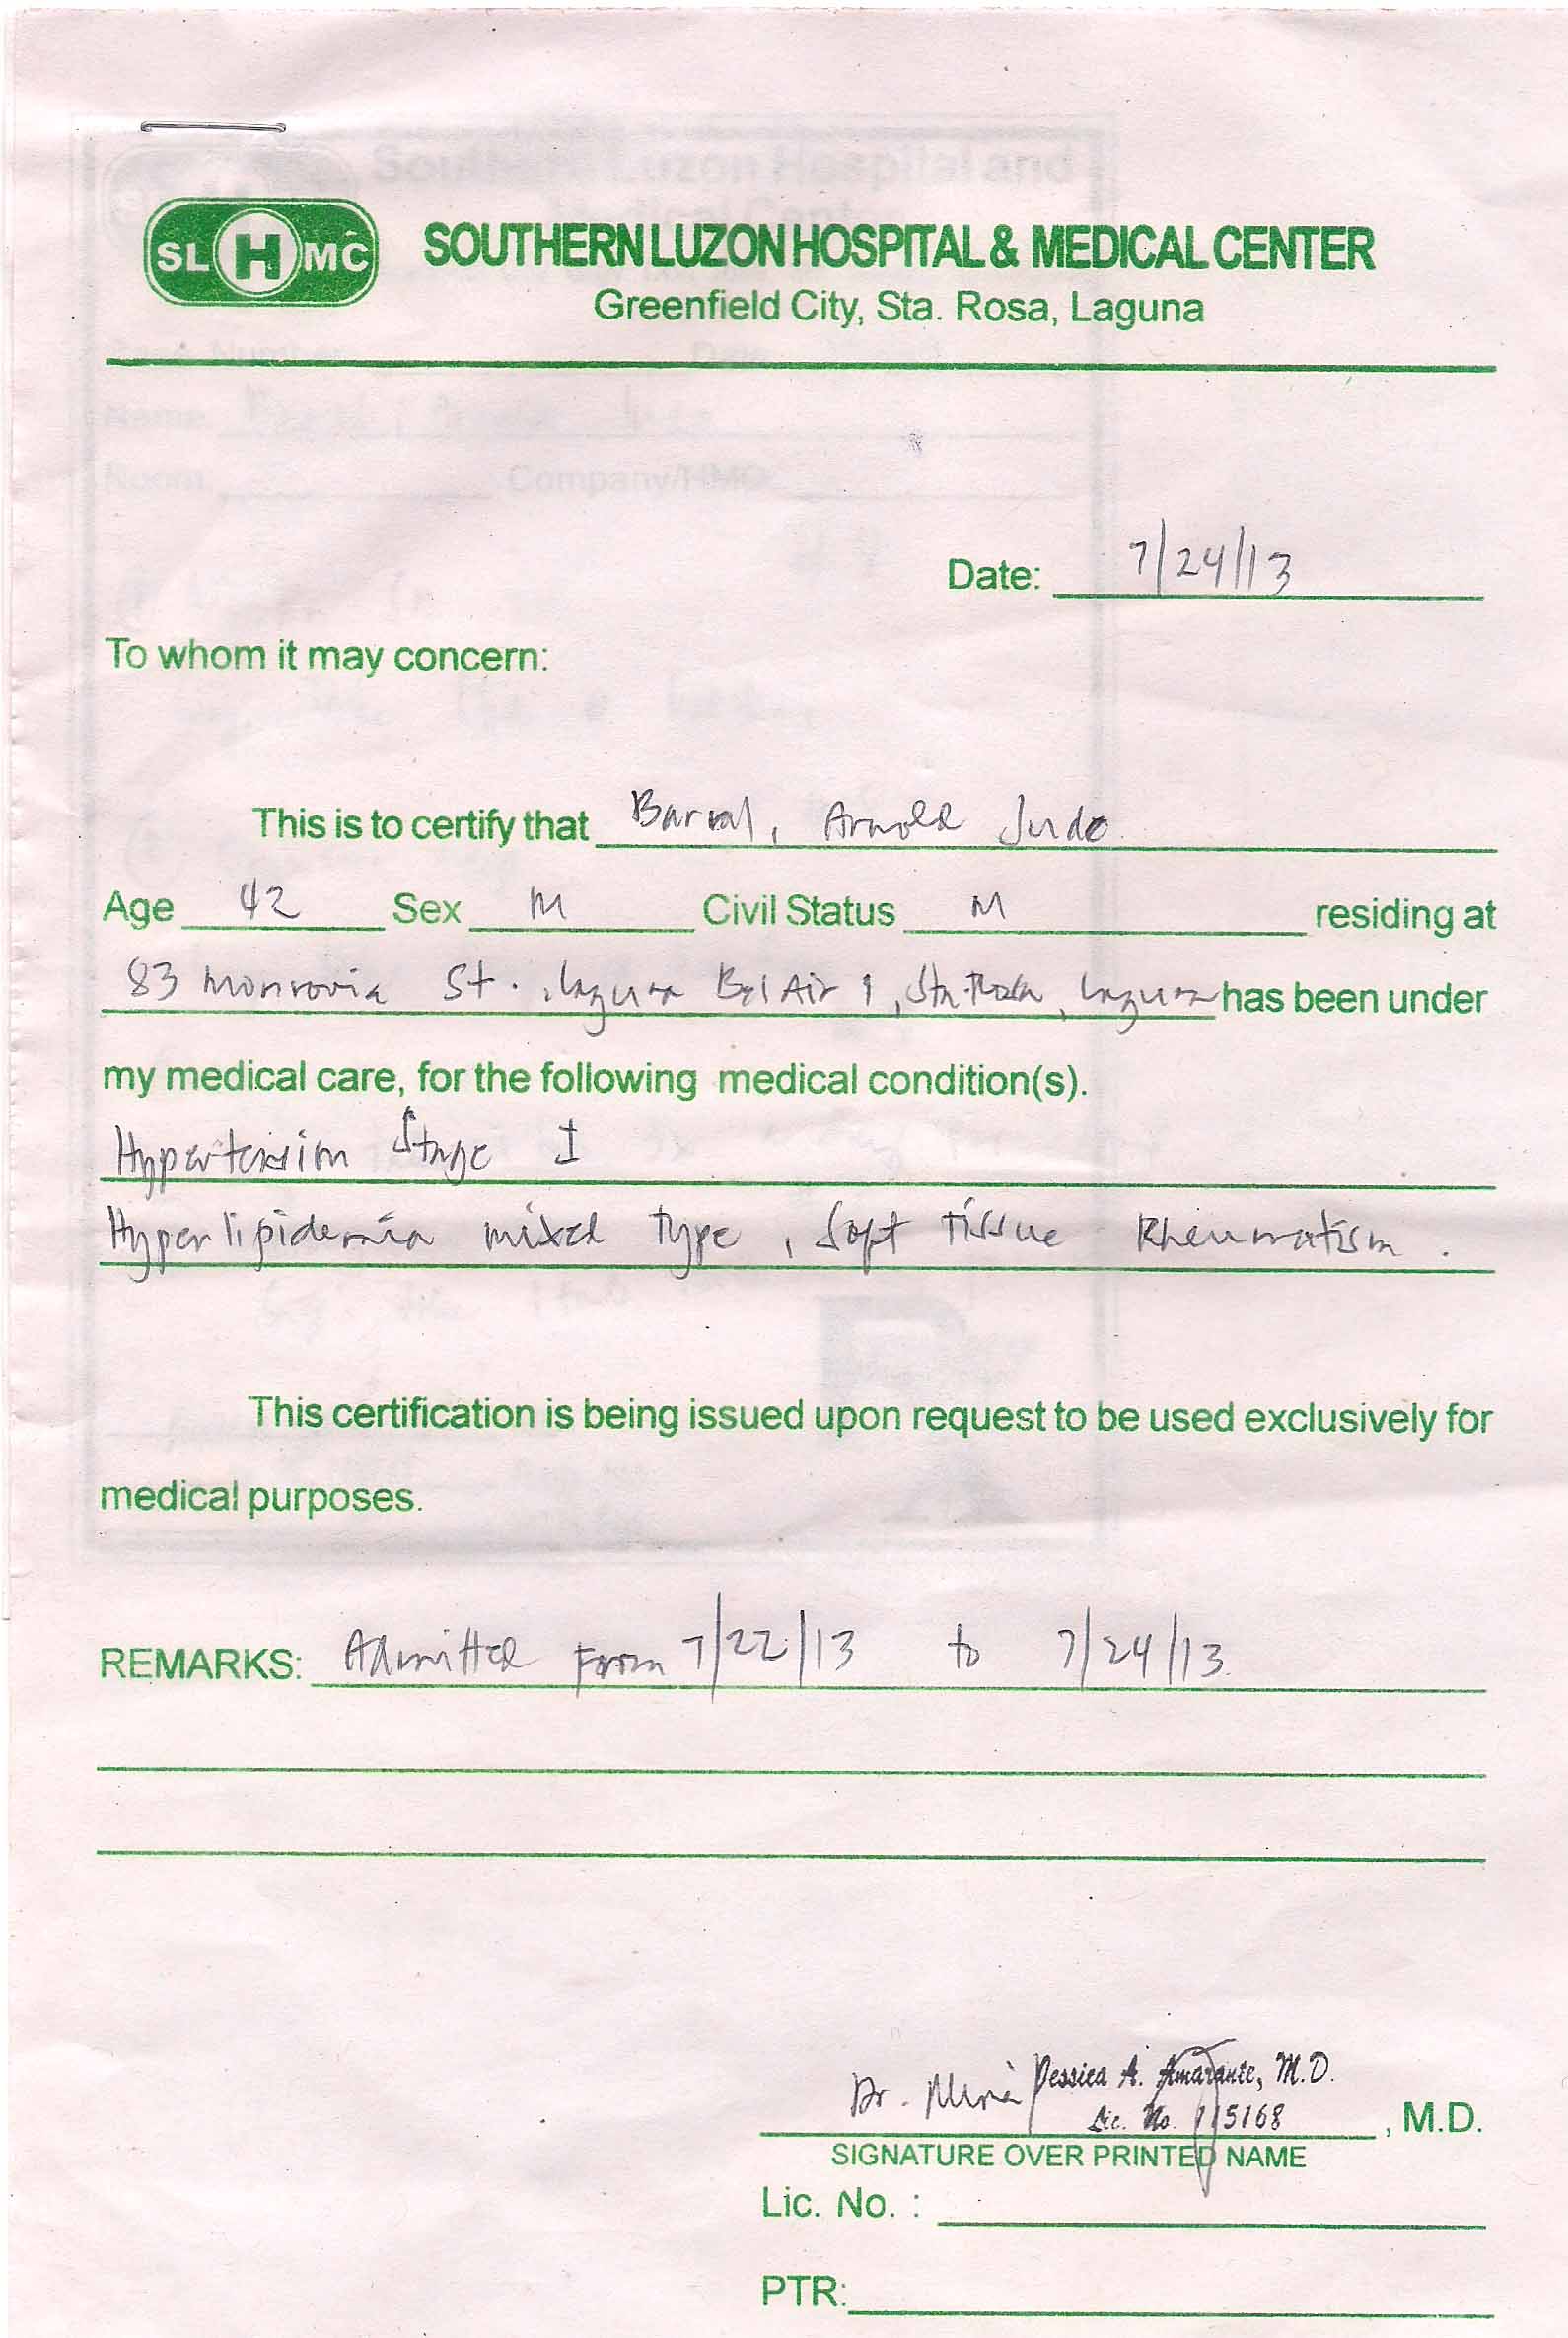 SL H MC
SOUTHERN LUZON HOSPITAL & MEDICAL CENTER
Greenfield City, Sta. Rosa, Laguna
Date: 7/24/13
To whom it may concern:
This is to certify that Barral, Arnold Jude
Age 42 Sex M Civil Status M residing at
83 Monrovia St., Laguna Bel Air 1, Sta. Rosa, Laguna has been under
my medical care, for the following medical condition(s).
Hypertension Stage I
Hyperlipidemia mixed type, Soft Tissue Rheumatism.
This certification is being issued upon request to be used exclusively for
medical purposes.
REMARKS: Admitted From 7/22/13 to 7/24/13
Dr. Jessica A. Amarante, M.D.
Lic. No. 115168 , M.D.
SIGNATURE OVER PRINTED NAME
Lic. No. :
PTR: